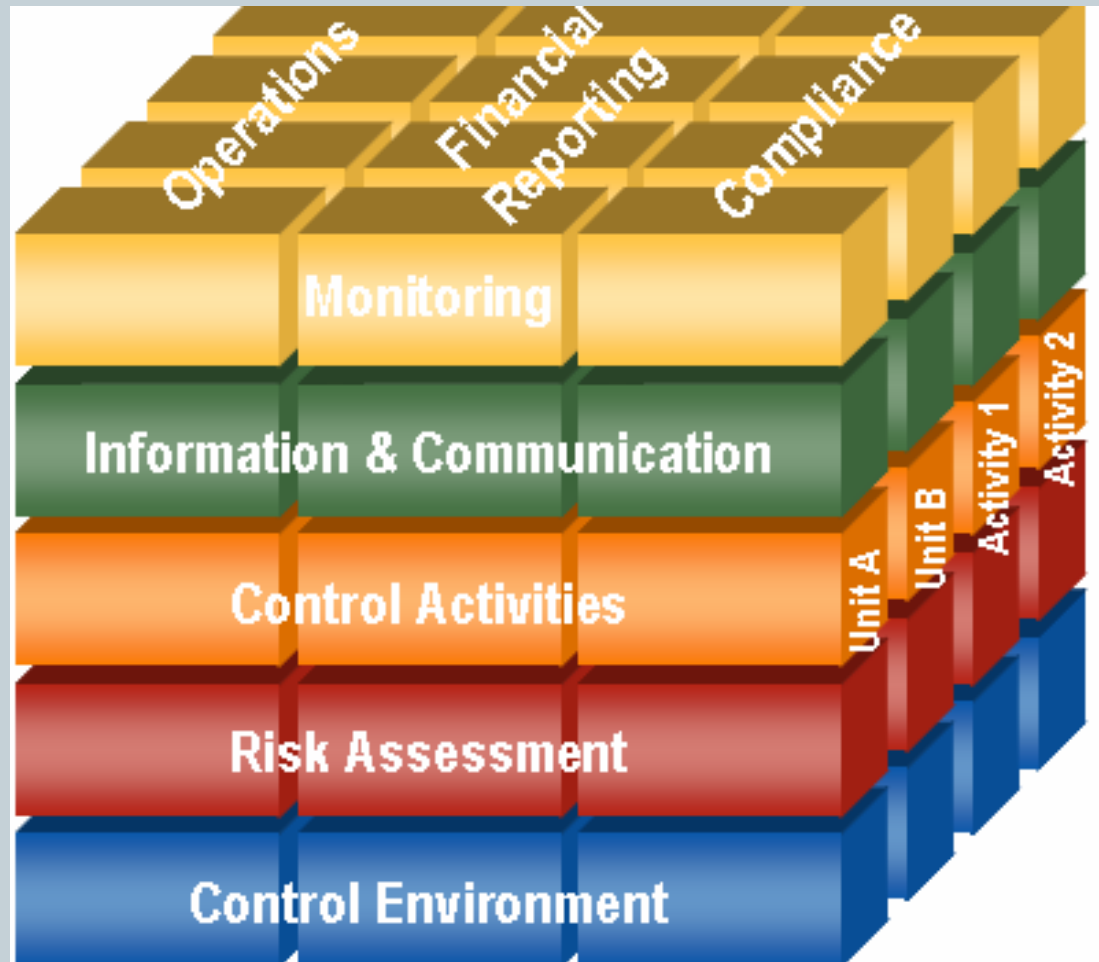 Operations
Financial
Reporting
Compliance
Monitoring
Information & Communication
Control Activities
Risk Assessment
Control Environment
Unit A
Unit B
Activity 1
Activity 2